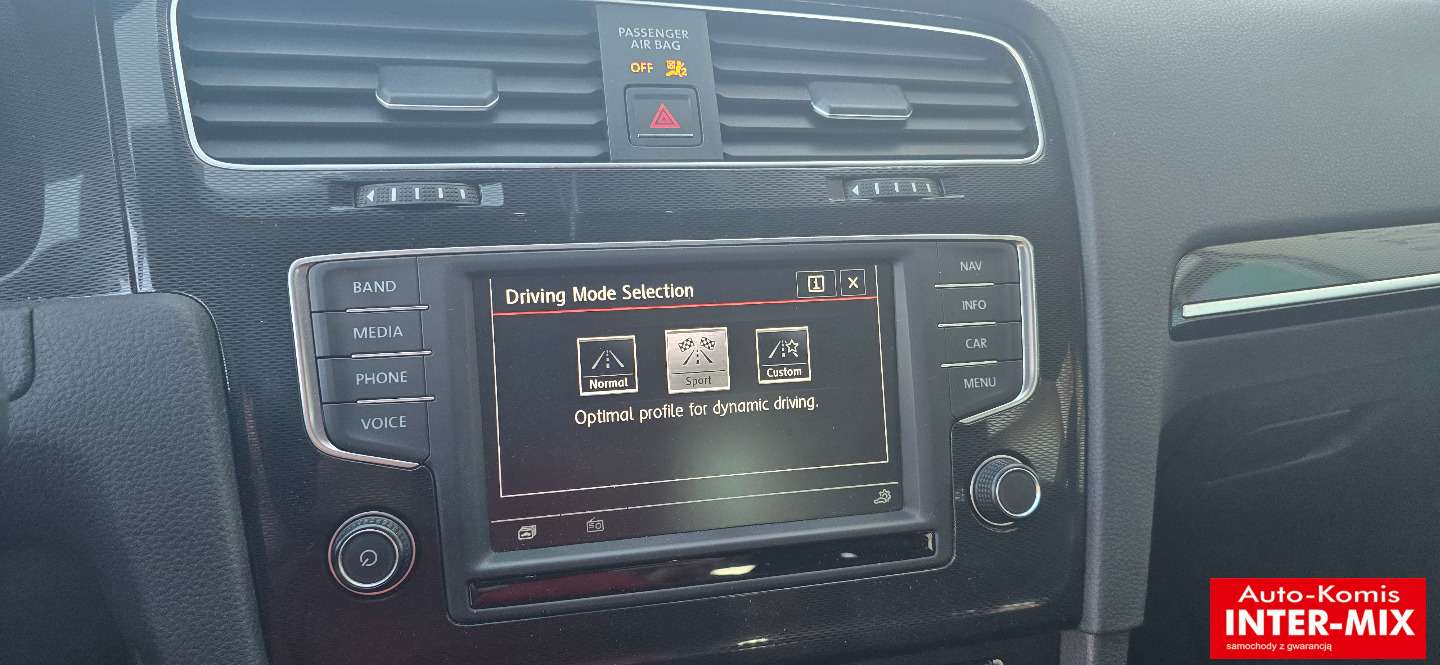 PASSENGER
AIR BAG
OFF
BAND
MEDIA
PHONE
VOICE
Driving Mode Selection
Normal
Sport
Custom
Optimal profile for dynamic driving.
NAV
INFO
CAR
MENU
Auto-Komis
INTER-MIX
samochody z gwarancją